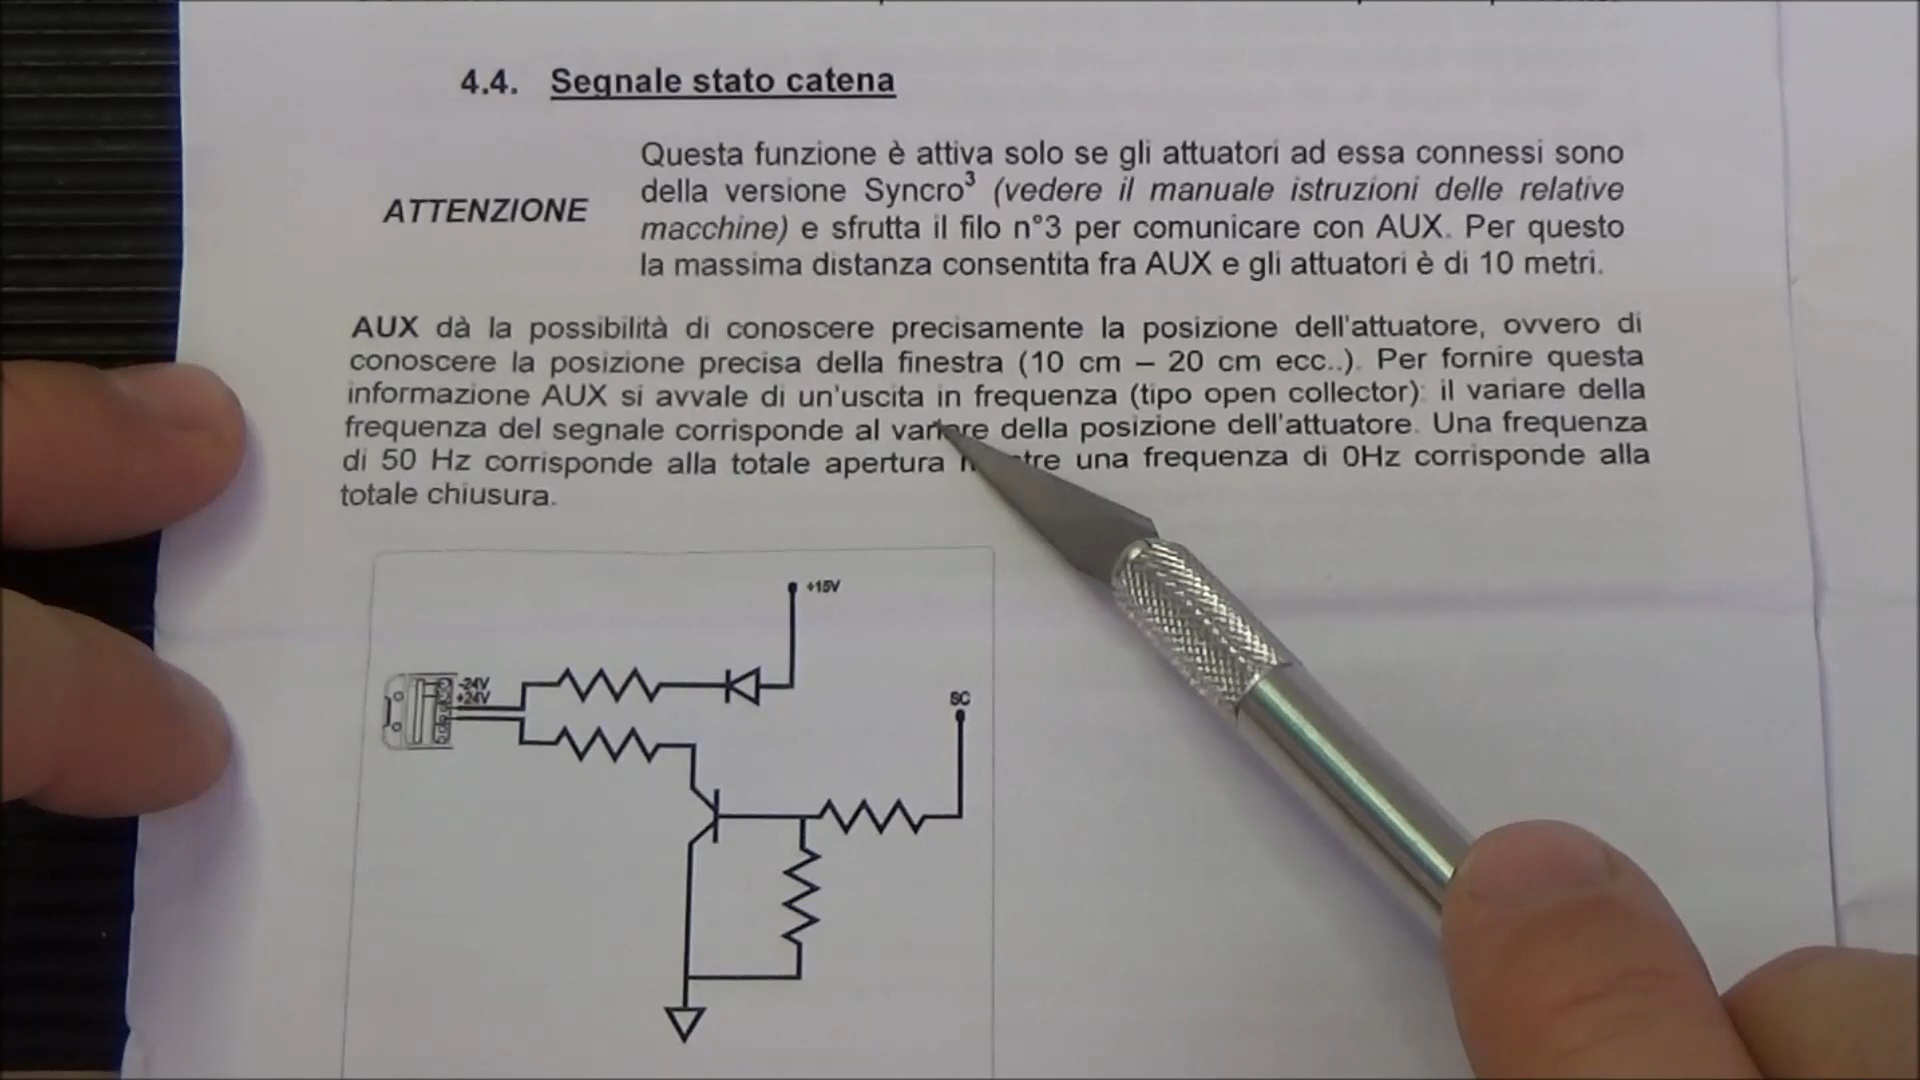 4.4. Segnale stato catena
Questa funzione è attiva solo se gli attuatori ad essa connessi sono
della versione Syncro³ (vedere il manuale istruzioni delle relative
ATTENZIONE
macchine) e sfrutta il filo n°3 per comunicare con AUX. Per questo
la massima distanza consentita fra AUX e gli attuatori è di 10 metri.
AUX dà la possibilità di conoscere precisamente la posizione dell'attuatore, ovvero di
conoscere la posizione precisa della finestra (10 cm – 20 cm ecc..). Per fornire questa
informazione AUX si avvale di un'uscita in frequenza (tipo open collector): il variare della
frequenza del segnale corrisponde al variare della posizione dell'attuatore. Una frequenza
di 50 Hz corrisponde alla totale apertura una frequenza di 0Hz corrisponde alla
totale chiusura.
+15V
-24V
+24V
SC